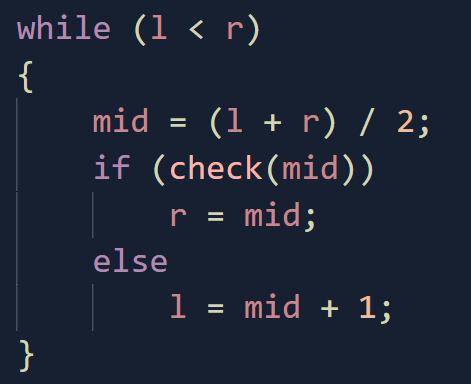 while (l < r)
{
    mid = (l + r) / 2;
    if (check(mid))
        r = mid;
    else
        l = mid + 1;
}